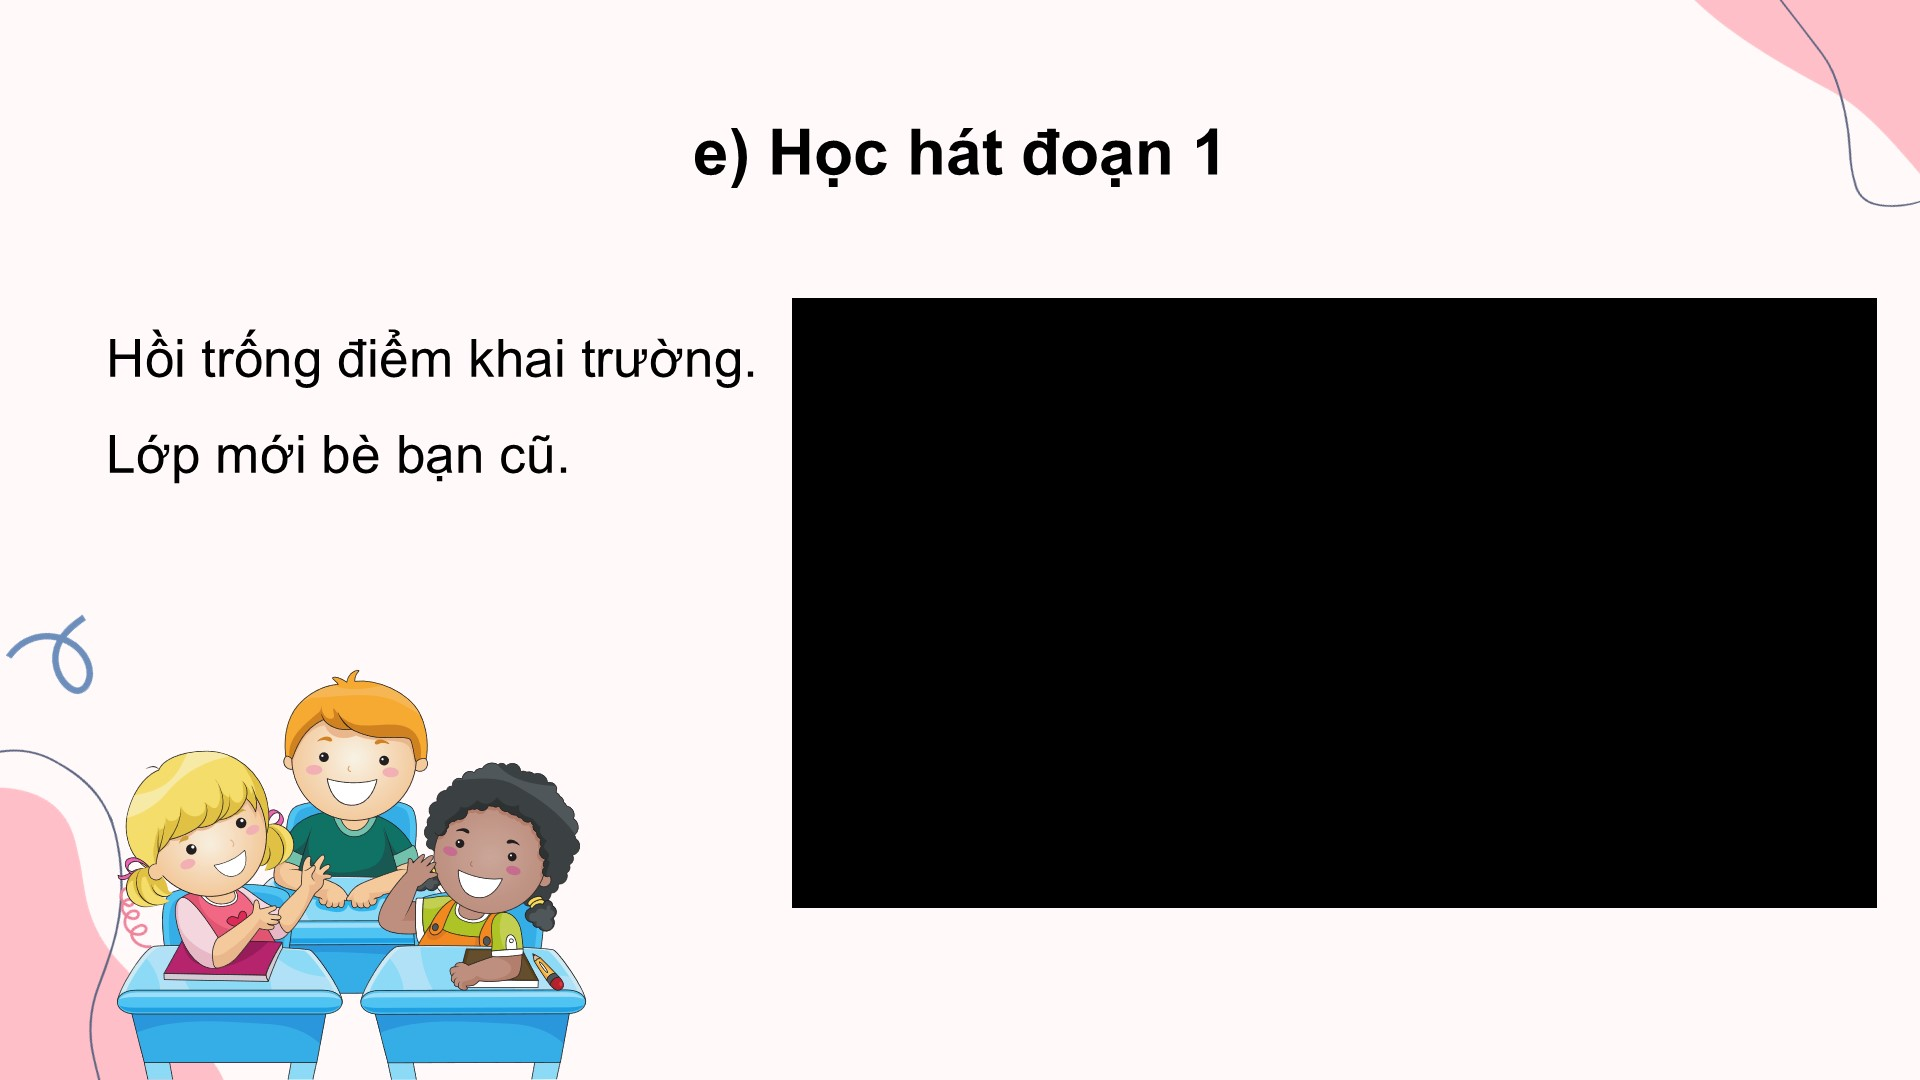 e) Học hát đoạn 1
Hồi trống điểm khai trường.
Lớp mới bè bạn cũ.